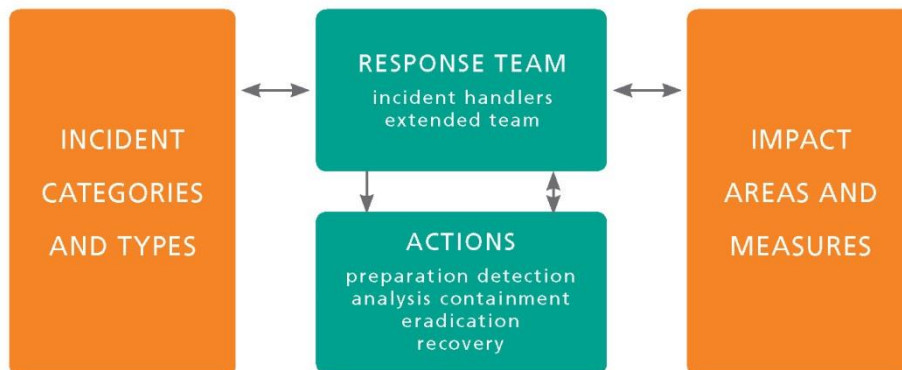 INCIDENT
CATEGORIES
AND TYPES
RESPONSE TEAM
incident handlers
extended team
ACTIONS
preparation detection
analysis containment
eradication
recovery
IMPACT
AREAS AND
MEASURES